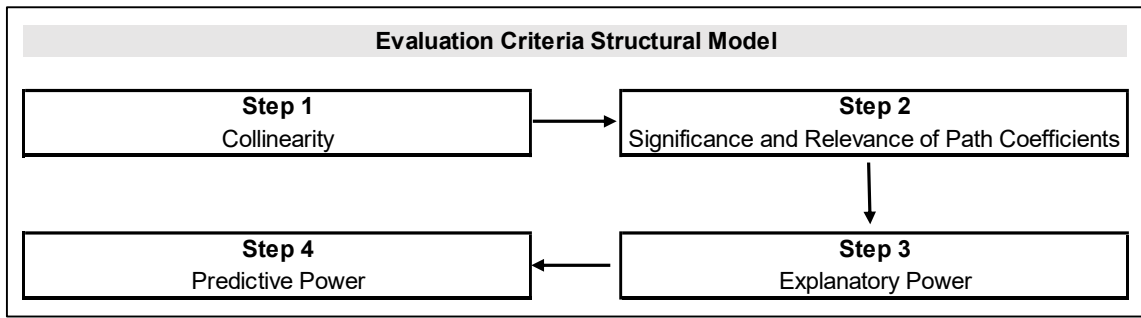 Evaluation Criteria Structural Model
Step 1
Collinearity
Step 2
Significance and Relevance of Path Coefficients
Step 3
Explanatory Power
Step 4
Predictive Power